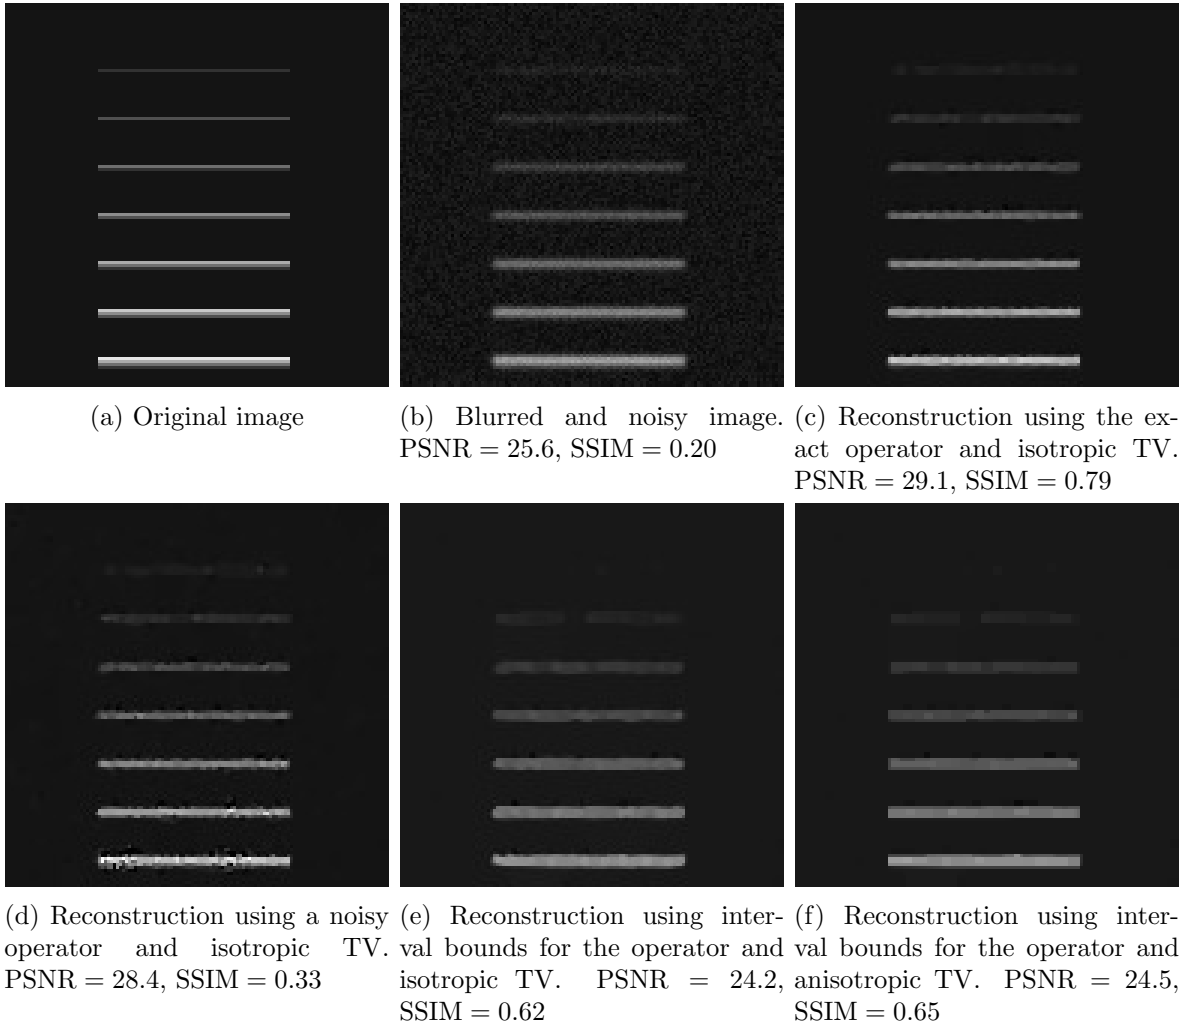 (a) Original image
(b) Blurred and noisy image.
PSNR = 25.6, SSIM = 0.20
(c) Reconstruction using the ex-
act operator and isotropic TV.
PSNR = 29.1, SSIM = 0.79
(d) Reconstruction using a noisy
operator and isotropic TV.
PSNR = 28.4, SSIM = 0.33
(e) Reconstruction using inter-
val bounds for the operator and
isotropic TV. PSNR = 24.2,
SSIM = 0.62
(f) Reconstruction using inter-
val bounds for the operator and
anisotropic TV. PSNR = 24.5,
SSIM = 0.65